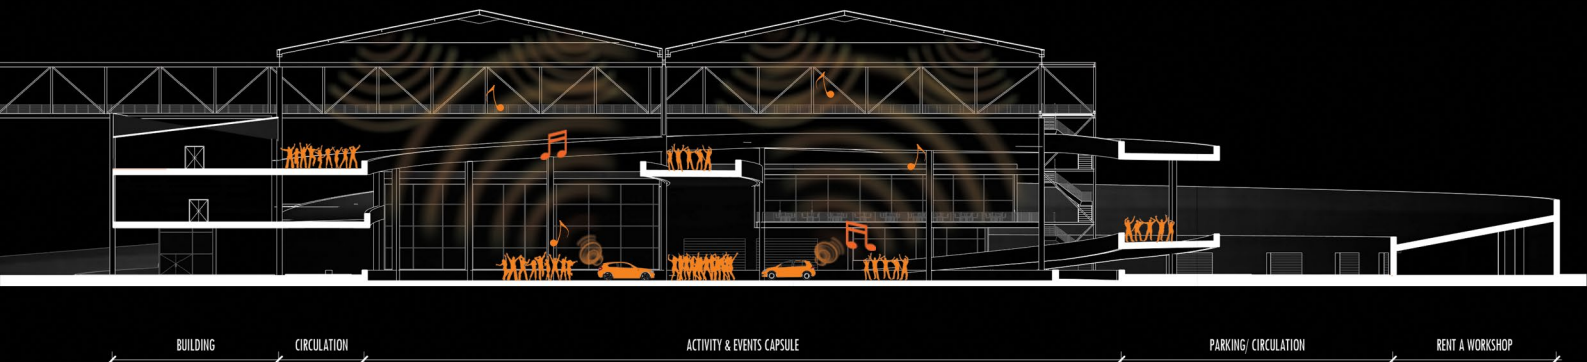 BUILDING
CIRCULATION
ACTIVITY & EVENTS CAPSULE
PARKING/ CIRCULATION
RENT A WORKSHOP